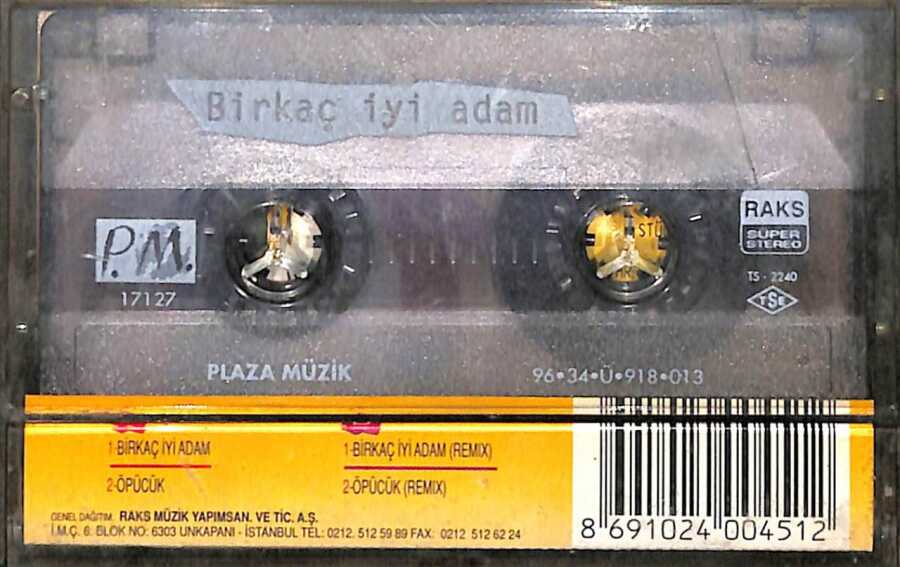 Birkaç iyi adam
P.M.
17127
RAKS
SÜPER
STEREO
TS - 2240
TSE
STÜ
PLAZA MÜZİK
96•34•Ü•918•013
1-BİRKAÇ İYİ ADAM
2-ÖPÜCÜK
1-BİRKAÇ İYİ ADAM (REMIX)
2-ÖPÜCÜK (REMIX)
GENEL DAĞITIM: RAKS MÜZİK YAPIMSAN. VE TİC. A.Ş.
İ.M.Ç. 6. BLOK NO: 6303 UNKAPANI - İSTANBUL TEL: 0212. 512 59 89 FAX: 0212 512 62 24
8 691024 004512